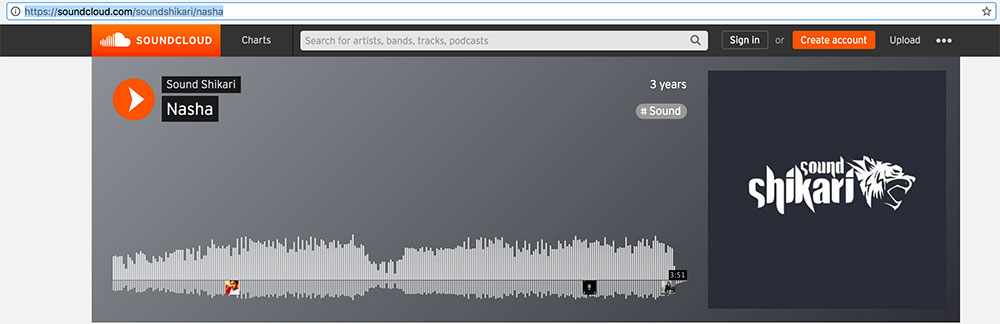 https://soundcloud.com/soundshikari/nasha
SOUNDCLOUD
Charts
Search for artists, bands, tracks, podcasts
Sign in or Create account Upload
Sound Shikari
Nasha
3 years
# Sound
3:51
sound
shikari